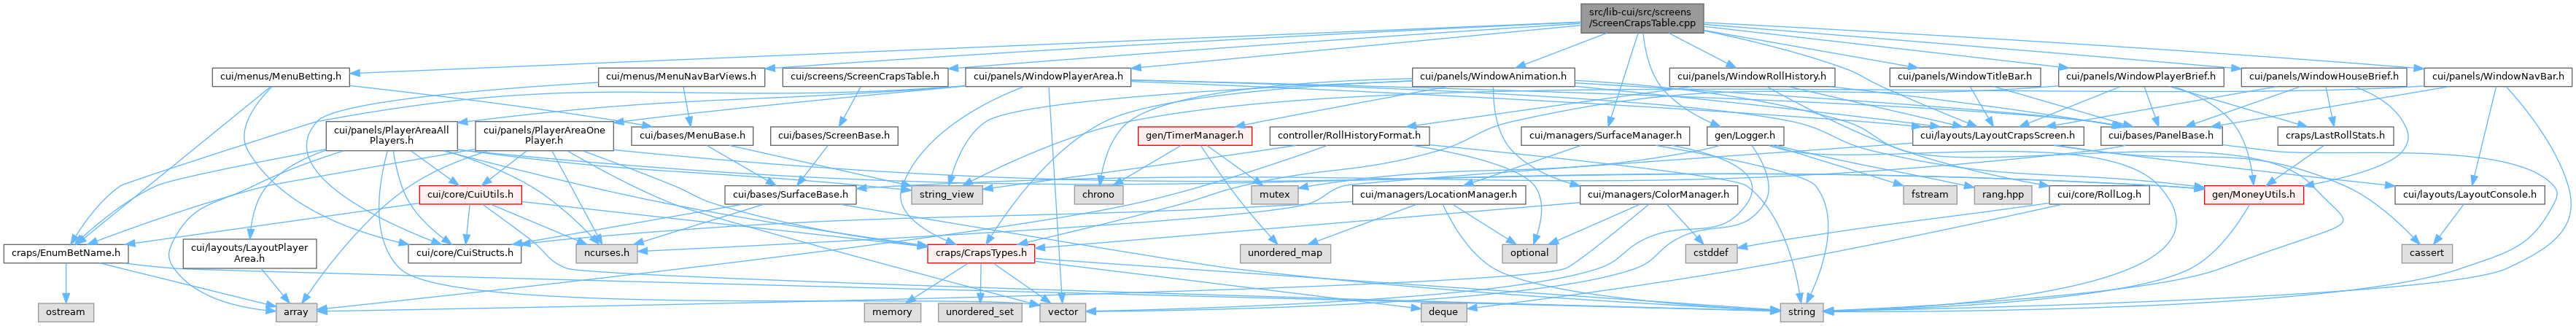 src/lib-cui/src/screens
/ScreenCrapsTable.cpp
cui/menus/MenuBetting.h
cui/menus/MenuNavBarViews.h
cui/screens/ScreenCrapsTable.h
cui/panels/WindowPlayerArea.h
cui/panels/WindowAnimation.h
cui/panels/WindowRollHistory.h
cui/panels/WindowTitleBar.h
cui/panels/WindowPlayerBrief.h
cui/panels/WindowHouseBrief.h
cui/panels/WindowNavBar.h
cui/panels/PlayerAreaAll
Players.h
cui/panels/PlayerAreaOne
Player.h
cui/bases/MenuBase.h
cui/bases/ScreenBase.h
gen/TimerManager.h
controller/RollHistoryFormat.h
cui/managers/SurfaceManager.h
gen/Logger.h
cui/layouts/LayoutCrapsScreen.h
cui/bases/PanelBase.h
craps/LastRollStats.h
cui/core/CuiUtils.h
cui/bases/SurfaceBase.h
string_view
chrono
mutex
cui/managers/LocationManager.h
cui/managers/ColorManager.h
fstream
rang.hpp
cui/core/RollLog.h
gen/MoneyUtils.h
cui/layouts/LayoutConsole.h
craps/EnumBetName.h
cui/layouts/LayoutPlayer
Area.h
cui/core/CuiStructs.h
ncurses.h
craps/CrapsTypes.h
unordered_map
optional
cstddef
cassert
ostream
array
memory
unordered_set
vector
deque
string